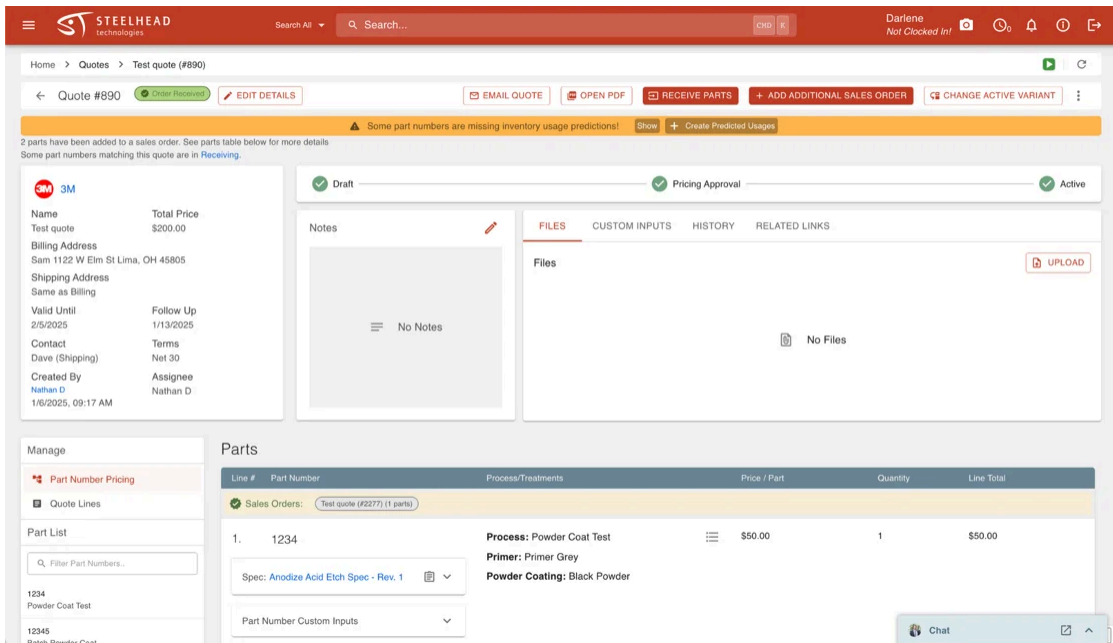 STEELHEAD
technologies
Search All
Search...
CMD K
Darlene
Not Clocked In!
0
Home > Quotes > Test quote (#890)
Quote #890
Order Received
EDIT DETAILS
EMAIL QUOTE
OPEN PDF
RECEIVE PARTS
+ ADD ADDITIONAL SALES ORDER
CHANGE ACTIVE VARIANT
Some part numbers are missing inventory usage predictions!
Show
+ Create Predicted Usages
2 parts have been added to a sales order. See parts table below for more details
Some part numbers matching this quote are in Receiving.
3M 3M
Name Total Price
Test quote $200.00
Billing Address
Sam 1122 W Elm St Lima, OH 45805
Shipping Address
Same as Billing
Valid Until Follow Up
2/5/2025 1/13/2025
Contact Terms
Dave (Shipping) Net 30
Created By Assignee
Nathan D Nathan D
1/6/2025, 09:17 AM
Draft
Pricing Approval
Active
Notes
No Notes
FILES CUSTOM INPUTS HISTORY RELATED LINKS
Files
UPLOAD
No Files
Manage
Part Number Pricing
Quote Lines
Part List
Filter Part Numbers..
1234
Powder Coat Test
12345
Batch Powder Coat
Parts
Line # Part Number Process/Treatments Price / Part Quantity Line Total
Sales Orders: Test quote (#2277) (1 parts)
1. 1234 Process: Powder Coat Test $50.00 1 $50.00
Primer: Primer Grey
Powder Coating: Black Powder
Spec: Anodize Acid Etch Spec - Rev. 1
Part Number Custom Inputs
Chat